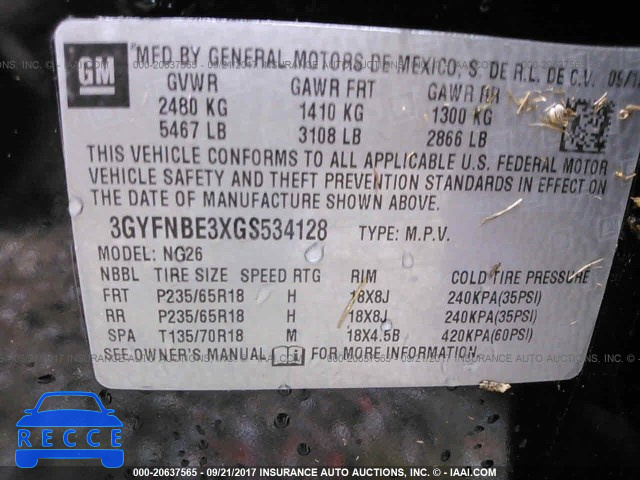 GM
MFD BY GENERAL MOTORS DE MEXICO, S. DE R.L. DE C.V.
GVWR GAWR FRT GAWR RR
2480 KG 1410 KG 1300 KG
5467 LB 3108 LB 2866 LB
THIS VEHICLE CONFORMS TO ALL APPLICABLE U.S. FEDERAL MOTOR
VEHICLE SAFETY AND THEFT PREVENTION STANDARDS IN EFFECT ON
THE DATE OF MANUFACTURE SHOWN ABOVE.
3GYFNBE3XGS534128 TYPE: M.P.V.
MODEL: NG26
NBBL TIRE SIZE SPEED RTG RIM COLD TIRE PRESSURE
FRT P235/65R18 H 18X8J 240KPA(35PSI)
RR P235/65R18 H 18X8J 240KPA(35PSI)
SPA T135/70R18 M 18X4.5B 420KPA(60PSI)
SEE OWNER'S MANUAL FOR MORE INFORMATION.
RECCE
000-20637565 - 09/21/2017 INSURANCE AUTO AUCTIONS, INC. - © IAAI.COM